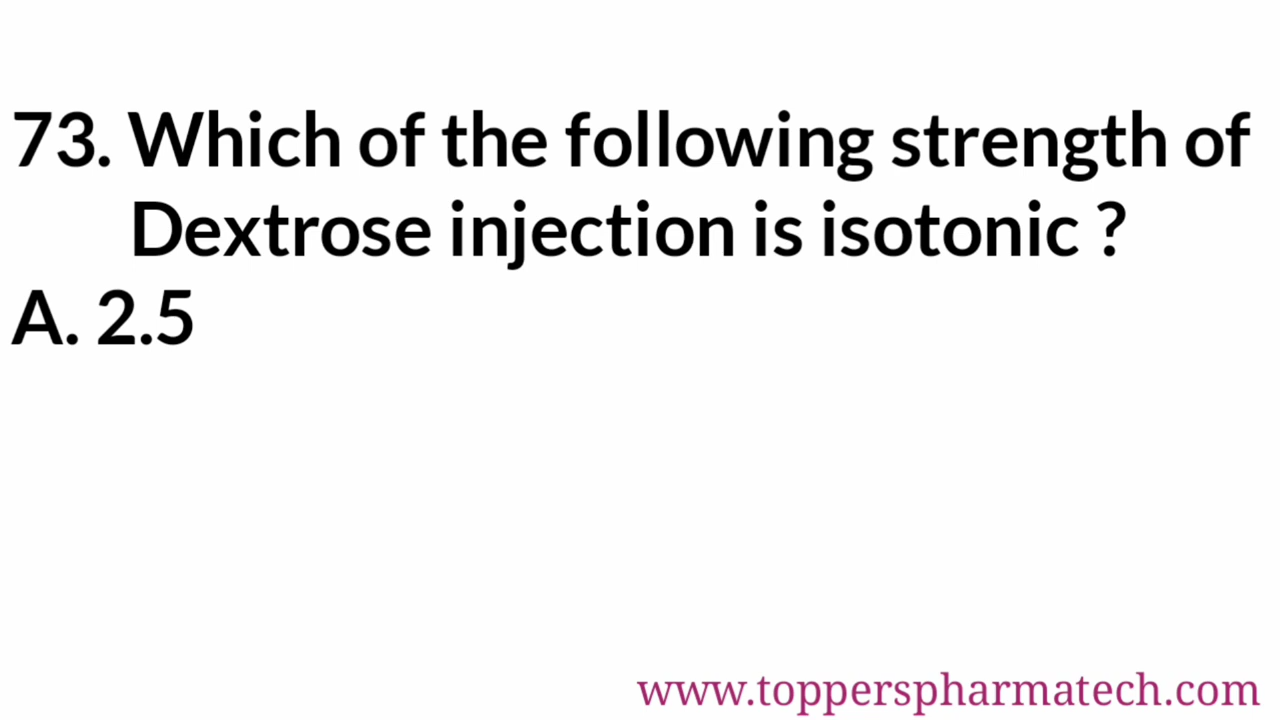 73. Which of the following strength of
Dextrose injection is isotonic ?
A. 2.5
www.topperspharmatech.com